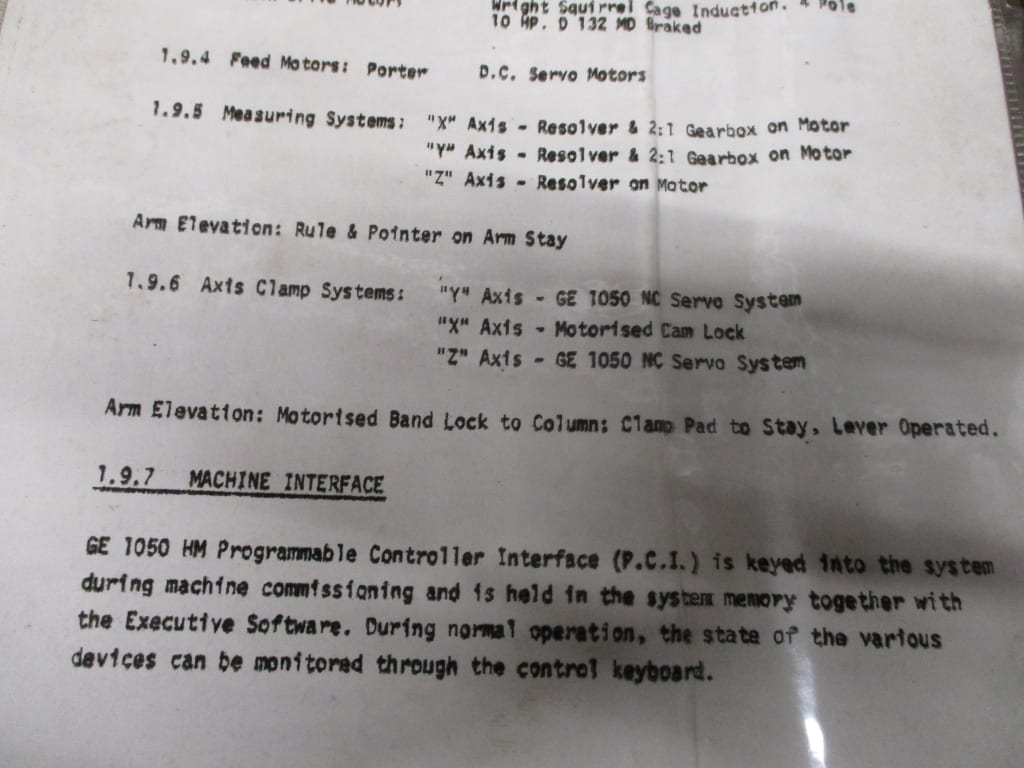 Motors Wright Squirrel Cage Induction. 4 Pole
10 HP. D 132 MD Braked
1.9.4 Feed Motors: Porter D.C. Servo Motors
1.9.5 Measuring Systems: "X" Axis - Resolver & 2:1 Gearbox on Motor
"Y" Axis - Resolver & 2:1 Gearbox on Motor
"Z" Axis - Resolver on Motor
Arm Elevation: Rule & Pointer on Arm Stay
1.9.6 Axis Clamp Systems: "Y" Axis - GE 1050 NC Servo System
"X" Axis - Motorised Cam Lock
"Z" Axis - GE 1050 NC Servo System
Arm Elevation: Motorised Band Lock to Column; Clamp Pad to Stay, Lever Operated.
1.9.7 MACHINE INTERFACE
GE 1050 HM Programmable Controller Interface (P.C.I.) is keyed into the system
during machine commissioning and is held in the system memory together with
the Executive Software. During normal operation, the state of the various
devices can be monitored through the control keyboard.